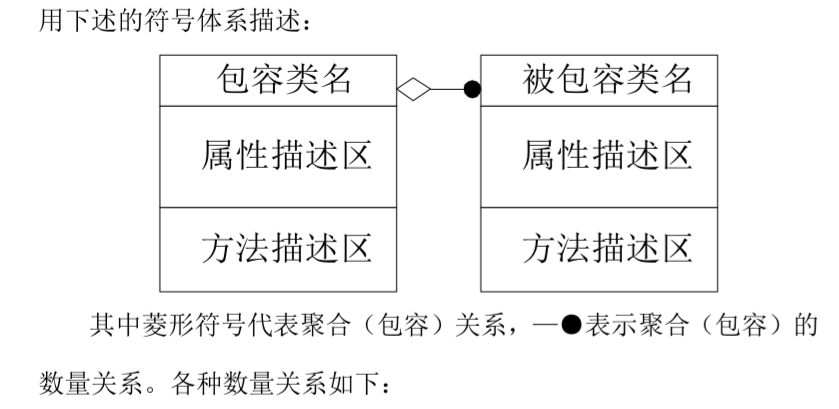 用下述的符号体系描述：
包容类名
被包容类名
属性描述区
属性描述区
方法描述区
方法描述区
其中菱形符号代表聚合（包容）关系，—●表示聚合（包容）的
数量关系。各种数量关系如下：